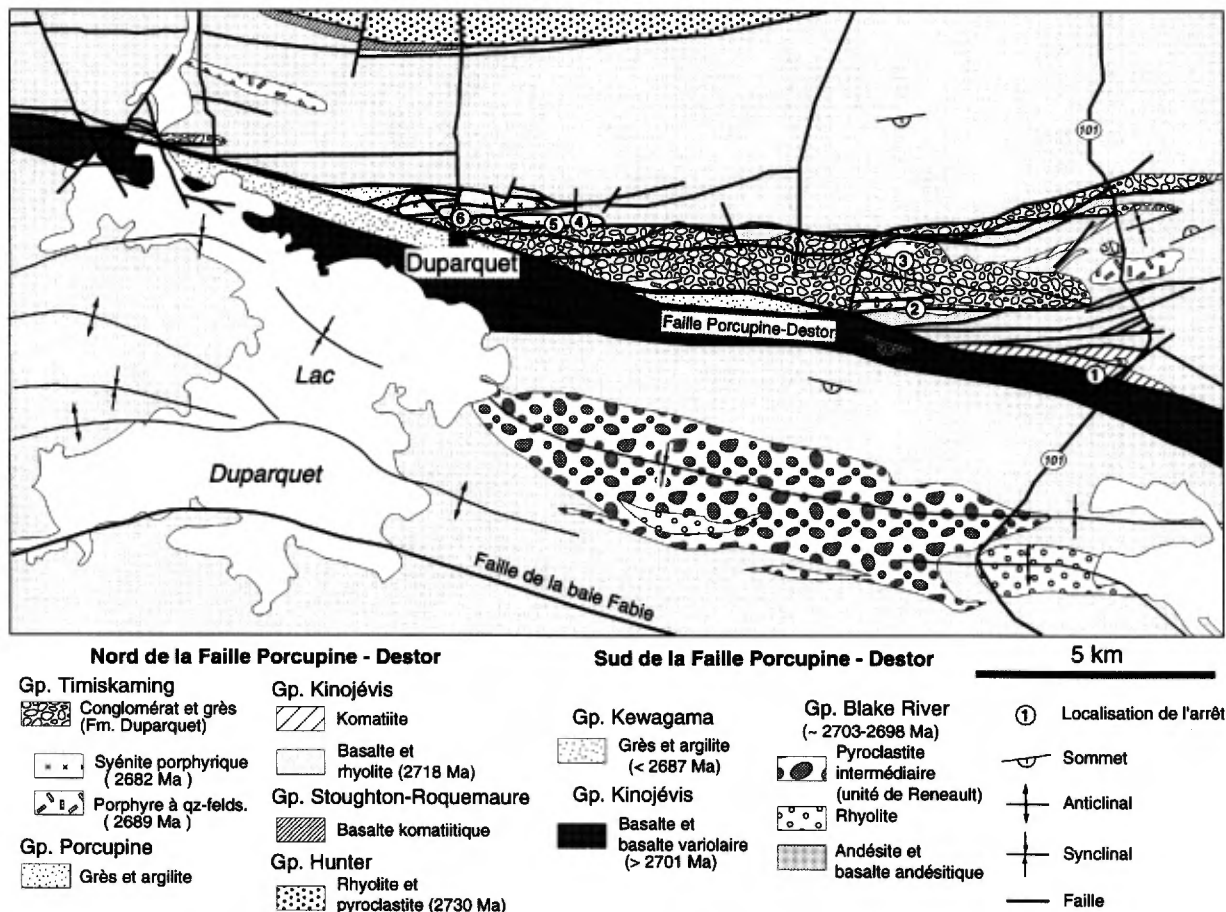 101
6
5
4
3
2
1
101
Duparquet
Faille Porcupine-Destor
Lac
Duparquet
Faille de la baie Fabie
Nord de la Faille Porcupine - Destor
Gp. Timiskaming
Conglomérat et grès
(Fm. Duparquet)
Syénite porphyrique
( 2682 Ma )
Porphyre à qz-felds.
( 2689 Ma )
Gp. Porcupine
Grès et argilite
Gp. Kinojévis
Komatiite
Basalte et
rhyolite (2718 Ma)
Gp. Stoughton-Roquemaure
Basalte komatiitique
Gp. Hunter
Rhyolite et
pyroclastite (2730 Ma)
Sud de la Faille Porcupine - Destor
Gp. Kewagama
Grès et argilite
(< 2687 Ma)
Gp. Kinojévis
Basalte et
basalte variolaire
(> 2701 Ma)
Gp. Blake River
(~ 2703-2698 Ma)
Pyroclastite
intermédiaire
(unité de Reneault)
Rhyolite
Andésite et
basalte andésitique
5 km
1 Localisation de l'arrêt
Sommet
Anticlinal
Synclinal
Faille